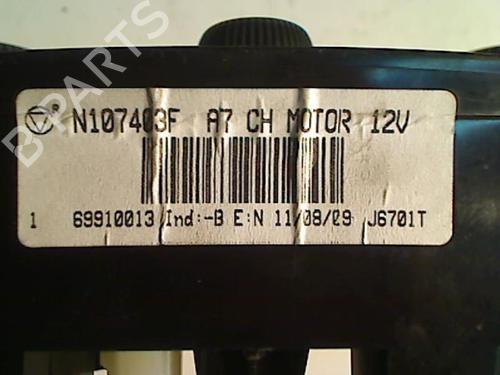 N107403F A7 CH MOTOR 12V
1 69910013 Ind:-B E:N 11/08/09 J6701T
B-PARTS